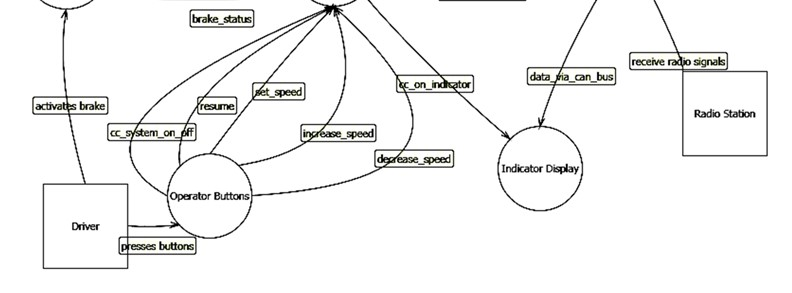 brake_status
receive radio signals
data_via_can_bus
cc_on_indicator
set_speed
resume
activates brake
Radio Station
cc_system_on_off
increase_speed
decrease_speed
Indicator Display
Operator Buttons
Driver
presses buttons